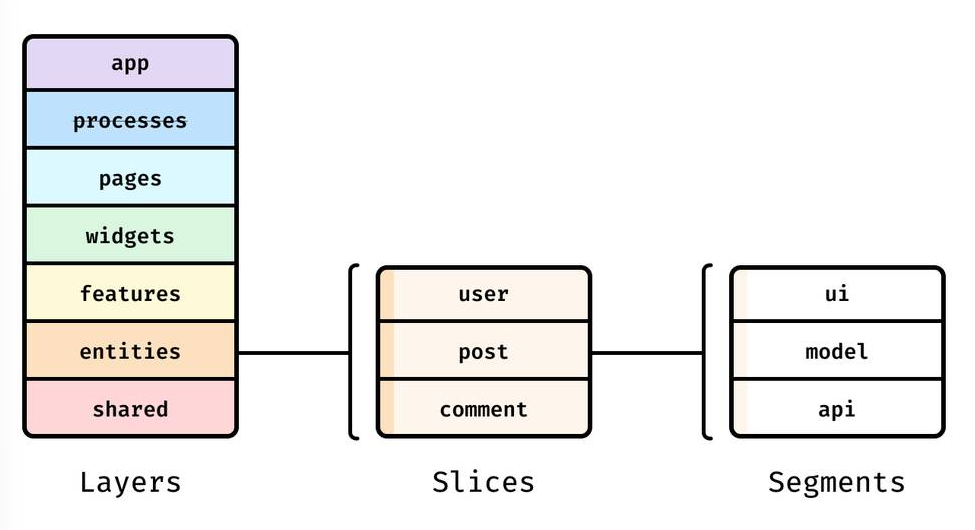 app
processes
pages
widgets
features
entities
shared
Layers
user
post
comment
Slices
ui
model
api
Segments